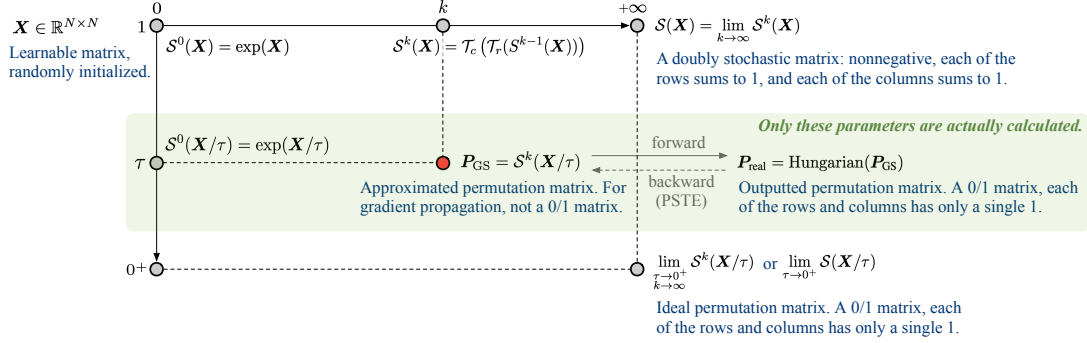 0
k
+∞
X ∈ ℝ^{N×N}
1
S(X) = lim_{k→∞} S^k(X)
Learnable matrix,
randomly initialized.
S^0(X) = exp(X)
S^k(X) = T_c (T_r(S^{k−1}(X)))
A doubly stochastic matrix: nonnegative, each of the
rows sums to 1, and each of the columns sums to 1.
Only these parameters are actually calculated.
S^0(X/τ) = exp(X/τ)
forward
τ
P_GS = S^k(X/τ)
P_real = Hungarian(P_GS)
Approximated permutation matrix. For
gradient propagation, not a 0/1 matrix.
backward
(PSTE)
Outputted permutation matrix. A 0/1 matrix, each
of the rows and columns has only a single 1.
0^+
lim_{τ→0^+ k→∞} S^k(X/τ) or lim_{τ→0^+} S(X/τ)
Ideal permutation matrix. A 0/1 matrix, each
of the rows and columns has only a single 1.